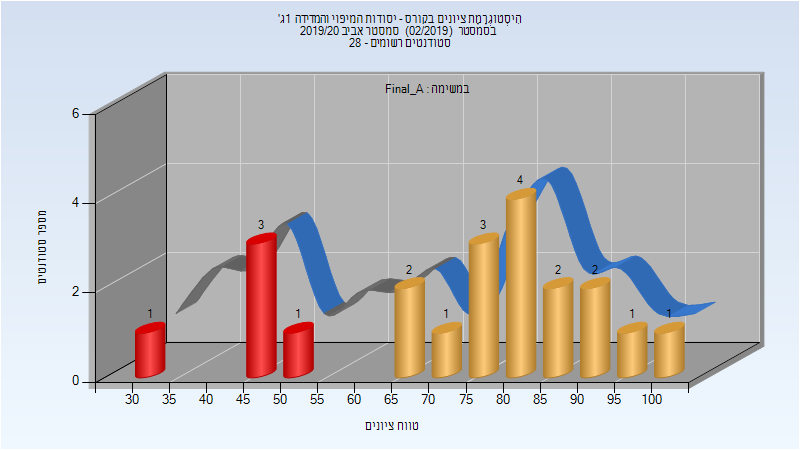 היסטוגרמת ציונים בקורס - יסודות המיפוי והמדידה 1ג'
בסמסטר  (02/2019)  סמסטר אביב 2019/20
סטודנטים רשומים - 28
במשימה : Final_A
מספר סטודנטים
6
4
2
0
1
3
1
2
1
3
4
2
2
1
1
30 35 40 45 50 55 60 65 70 75 80 85 90 95 100
טווח ציונים